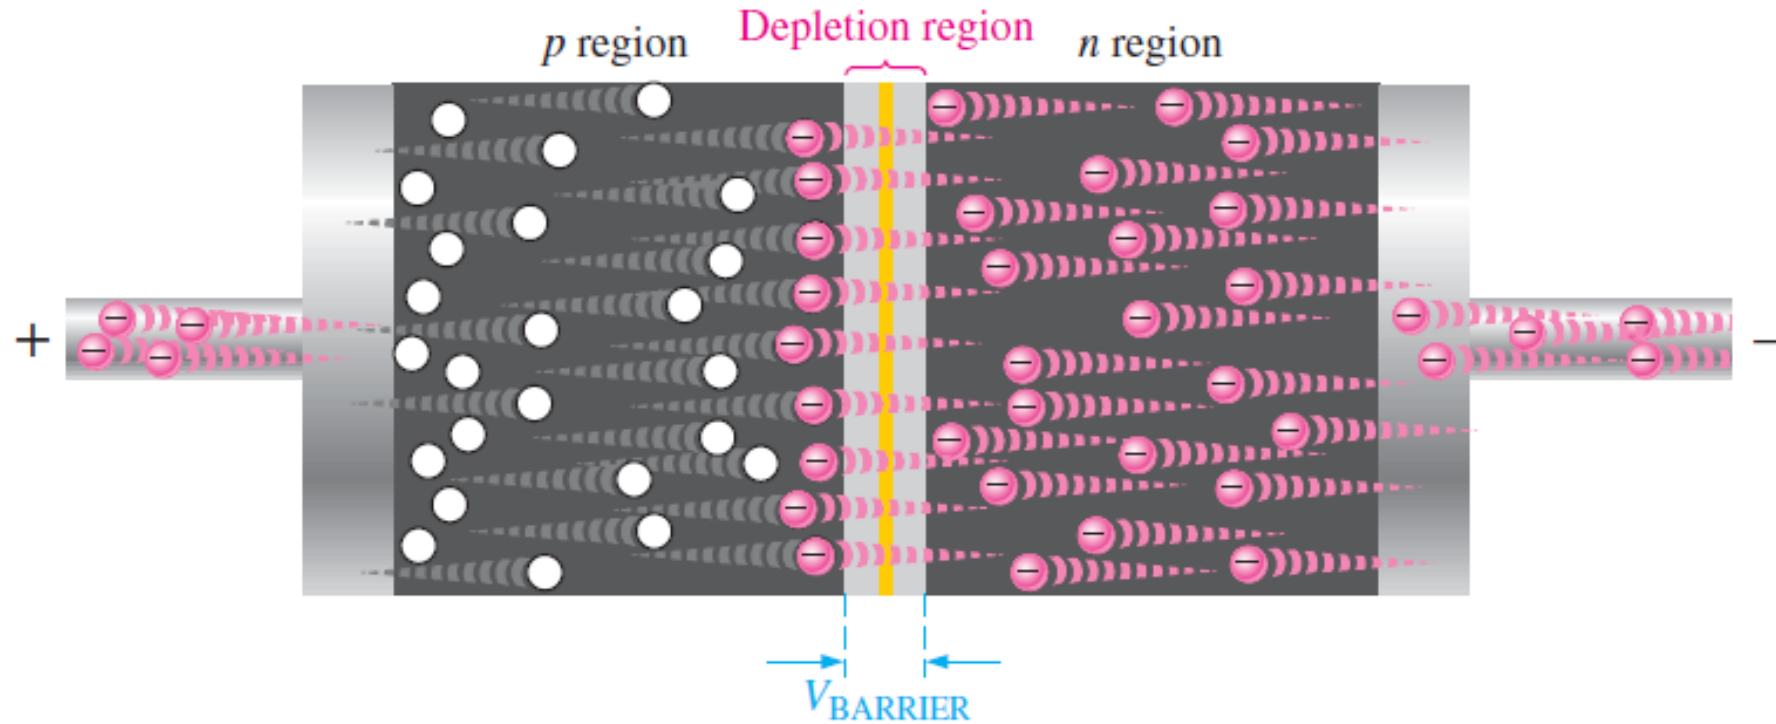 p region
Depletion region
n region
+
−
V_BARRIER